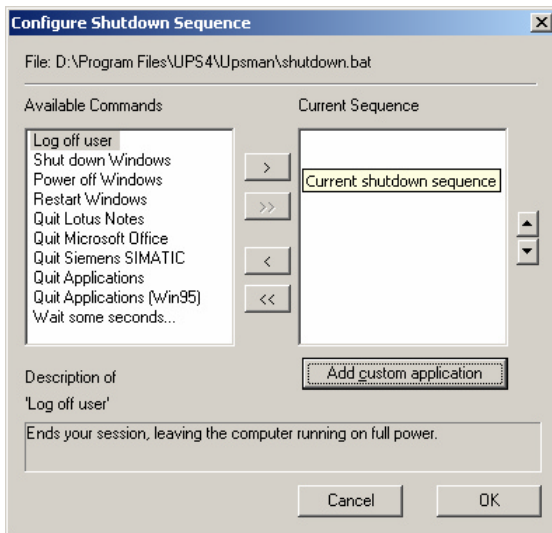 Configure Shutdown Sequence
File: D:\Program Files\UPS4\Upsman\shutdown.bat
Available Commands
Current Sequence
Log off user
Shut down Windows
Power off Windows
Restart Windows
Quit Lotus Notes
Quit Microsoft Office
Quit Siemens SIMATIC
Quit Applications
Quit Applications (Win95)
Wait some seconds...
>
>>
<
<<
Current shutdown sequence
Add custom application
Description of
'Log off user'
Ends your session, leaving the computer running on full power.
Cancel
OK